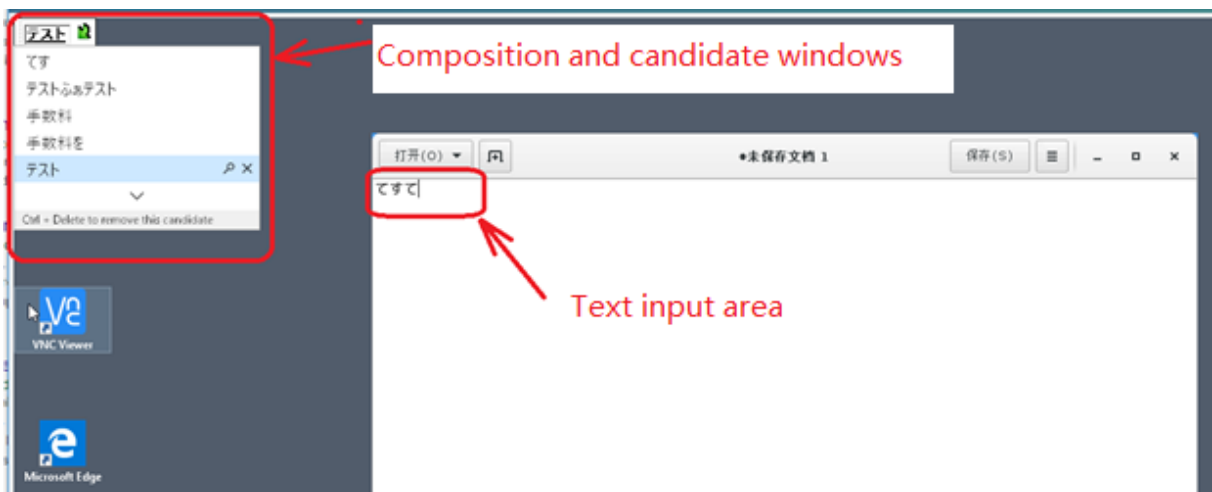 テスト
てす
テストふぁテスト
手数料
手数料を
テスト
Ctrl + Delete to remove this candidate
Composition and candidate windows
打开(O)
•未保存文档 1
保存(S)
てすて
Text input area
VNC Viewer
Microsoft Edge